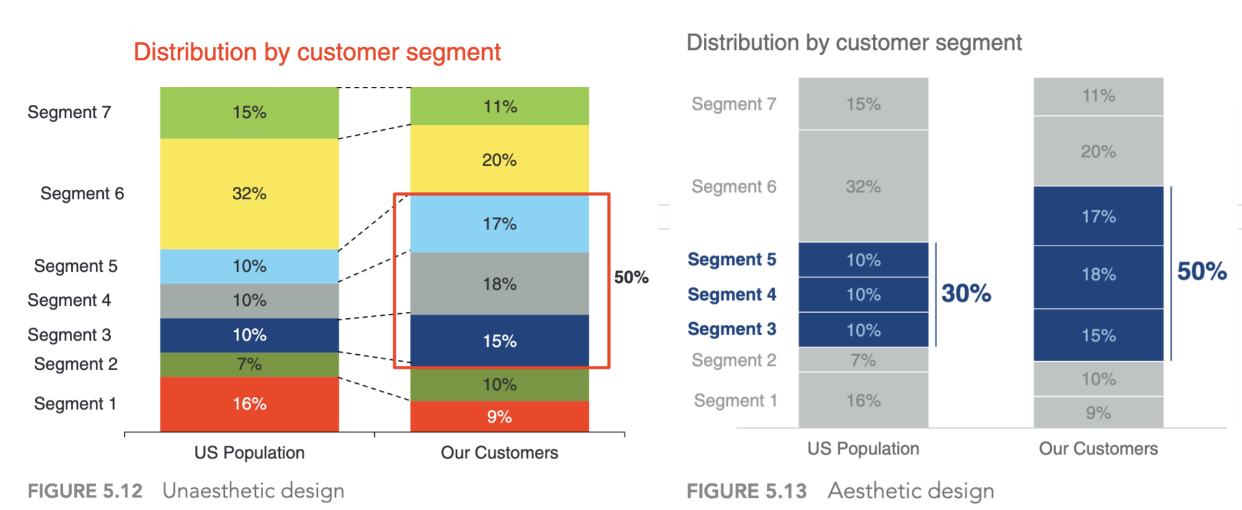 Distribution by customer segment
Segment 7
15%
11%
Segment 6
32%
20%
Segment 5
10%
17%
Segment 4
10%
18%
50%
Segment 3
10%
15%
Segment 2
7%
10%
Segment 1
16%
9%
US Population
Our Customers
FIGURE 5.12 Unaesthetic design
Distribution by customer segment
Segment 7
15%
11%
Segment 6
32%
20%
Segment 5
10%
17%
Segment 4
10%
30%
18%
50%
Segment 3
10%
15%
Segment 2
7%
10%
Segment 1
16%
9%
US Population
Our Customers
FIGURE 5.13 Aesthetic design